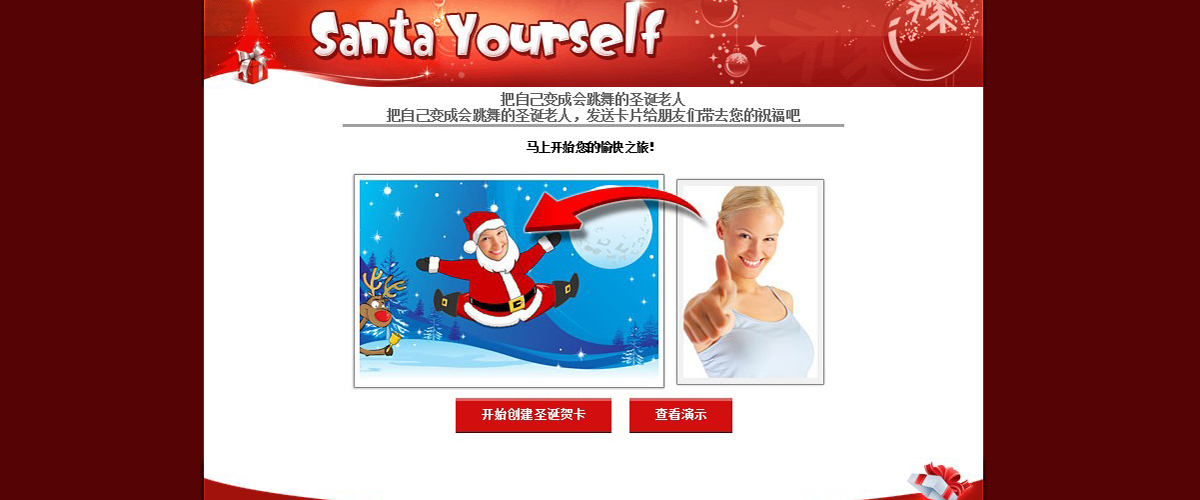 Santa Yourself
把自己变成会跳舞的圣诞老人
把自己变成会跳舞的圣诞老人，发送卡片给朋友们带去您的祝福吧
马上开始您的愉快之旅!
开始创建圣诞贺卡
查看演示